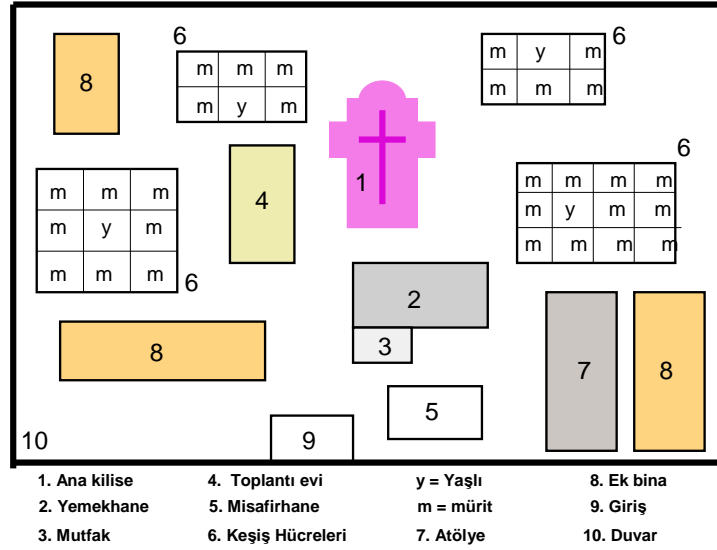 6
6
m y m
m m m
m m m
m y m
8
6
1
4
m m m m
m y m m
m m m m
m m m
m y m
m m m
6
2
3
8
7
8
5
10
9
1. Ana kilise
4. Toplantı evi
y = Yaşlı
8. Ek bina
2. Yemekhane
5. Misafirhane
m = mürit
9. Giriş
3. Mutfak
6. Keşiş Hücreleri
7. Atölye
10. Duvar